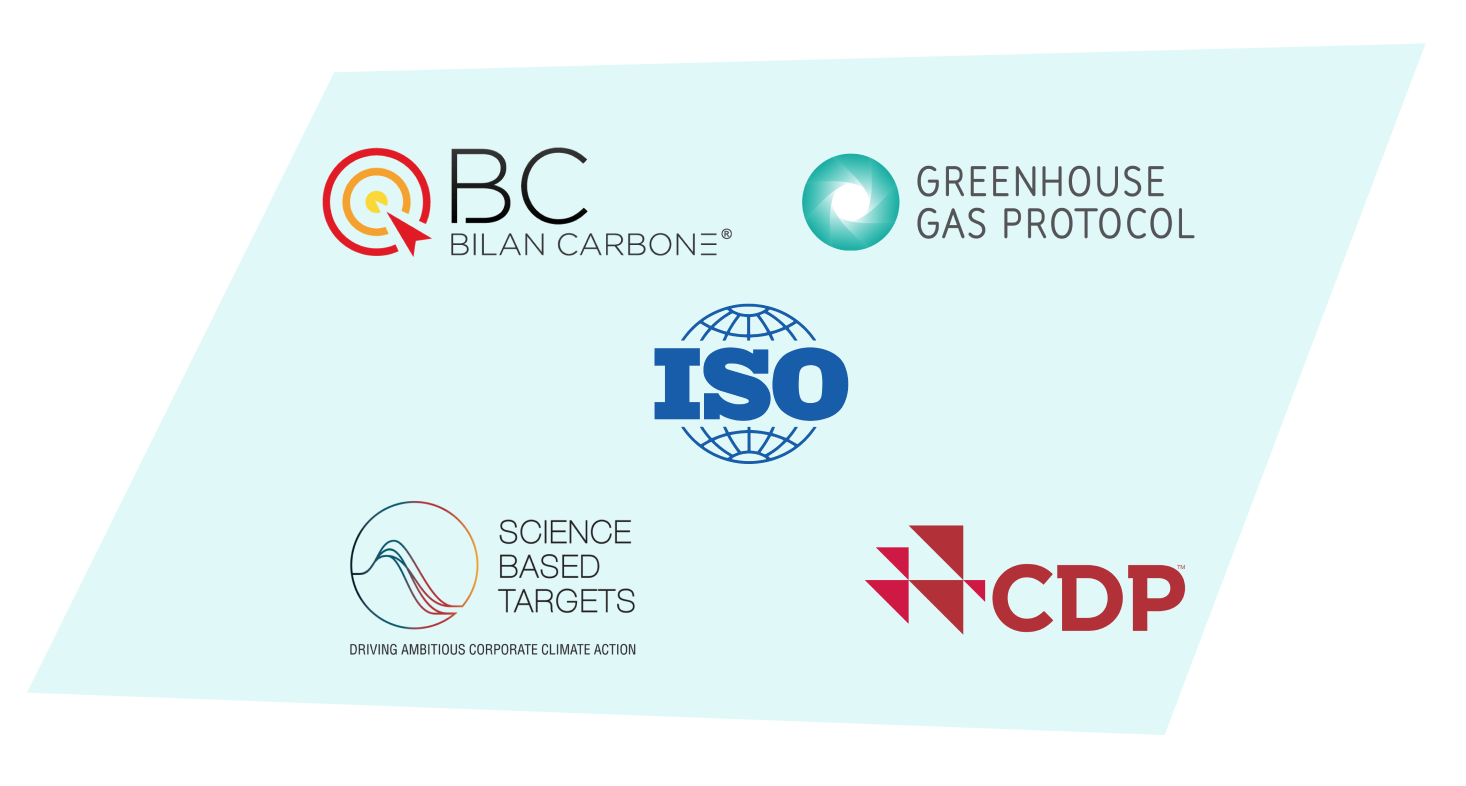 BC
BILAN CARBONE®
GREENHOUSE
GAS PROTOCOL
ISO
SCIENCE
BASED
TARGETS
DRIVING AMBITIOUS CORPORATE CLIMATE ACTION
CDP™